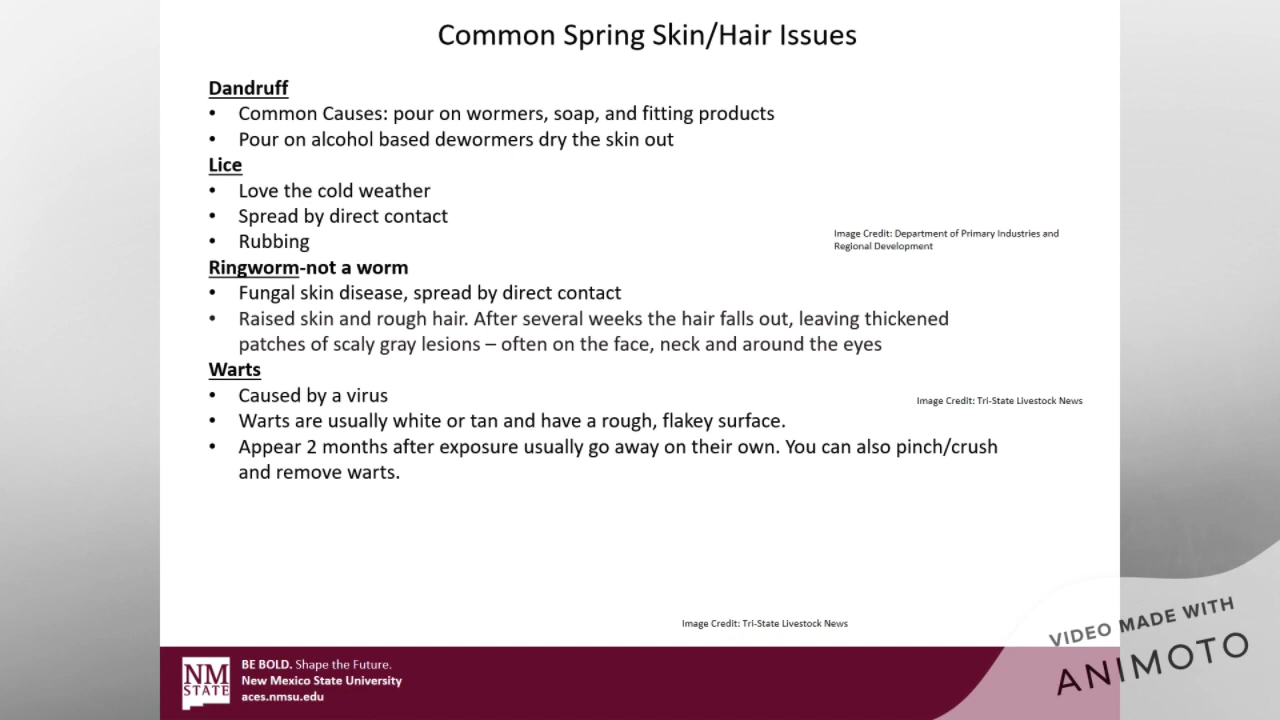 Common Spring Skin/Hair Issues
Dandruff
• Common Causes: pour on wormers, soap, and fitting products
• Pour on alcohol based dewormers dry the skin out
Lice
• Love the cold weather
• Spread by direct contact
• Rubbing
Image Credit: Department of Primary Industries and
Regional Development
Ringworm-not a worm
• Fungal skin disease, spread by direct contact
• Raised skin and rough hair. After several weeks the hair falls out, leaving thickened
patches of scaly gray lesions – often on the face, neck and around the eyes
Warts
• Caused by a virus
Image Credit: Tri-State Livestock News
• Warts are usually white or tan and have a rough, flakey surface.
• Appear 2 months after exposure usually go away on their own. You can also pinch/crush
and remove warts.
Image Credit: Tri-State Livestock News
NM
STATE
BE BOLD. Shape the Future.
New Mexico State University
aces.nmsu.edu
VIDEO MADE WITH
ANIMOTO